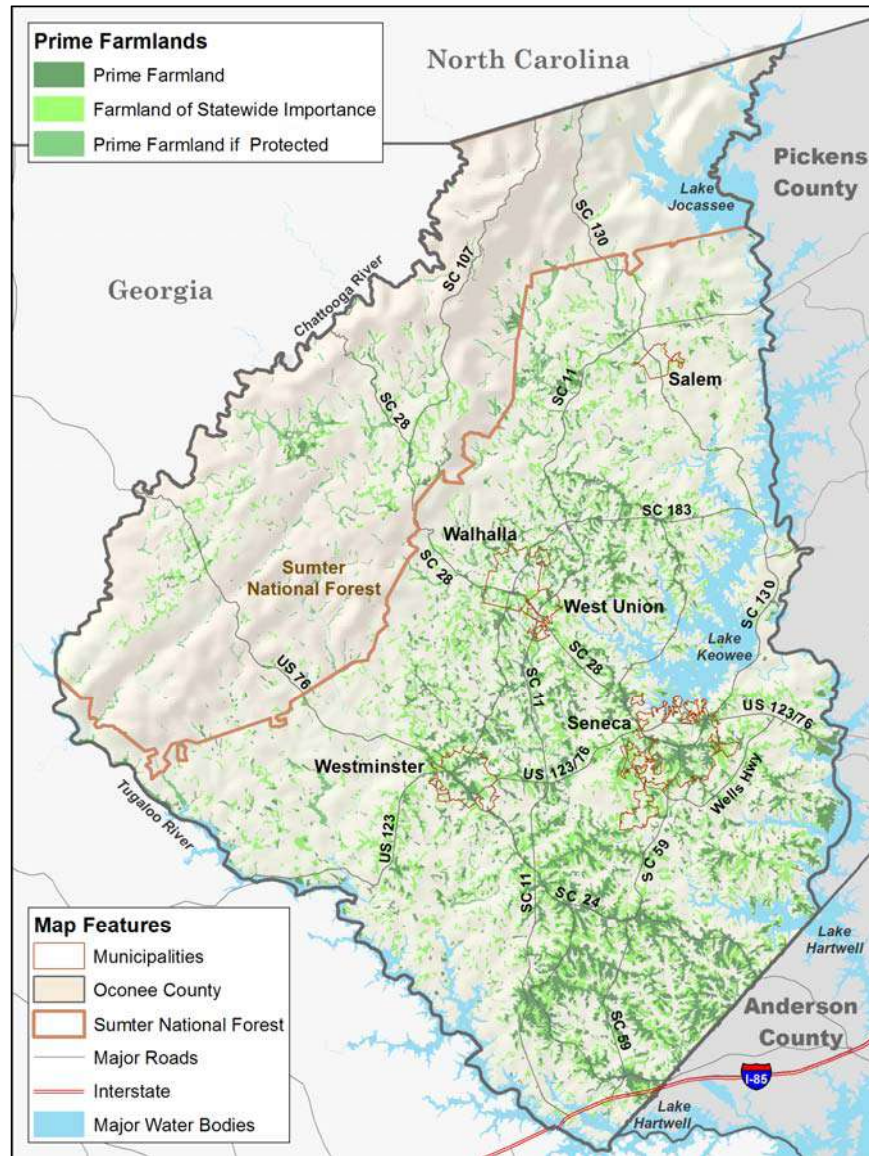 Prime Farmlands
Prime Farmland
Farmland of Statewide Importance
Prime Farmland if Protected
North Carolina
Pickens
County
Lake
Jocassee
SC 130
SC 107
Georgia
Chattooga River
SC 11
Salem
SC 28
SC 183
Walhalla
SC 28
Sumter
National Forest
West Union
SC 130
Lake
Keowee
SC 28
US 76
SC 11
Seneca
US 123/76
Westminster
US 123/76
Wells Hwy
Tugaloo River
US 123
SC 59
SC 11
SC 24
Lake
Hartwell
Anderson
County
SC 59
I-85
Lake
Hartwell
Map Features
Municipalities
Oconee County
Sumter National Forest
Major Roads
Interstate
Major Water Bodies